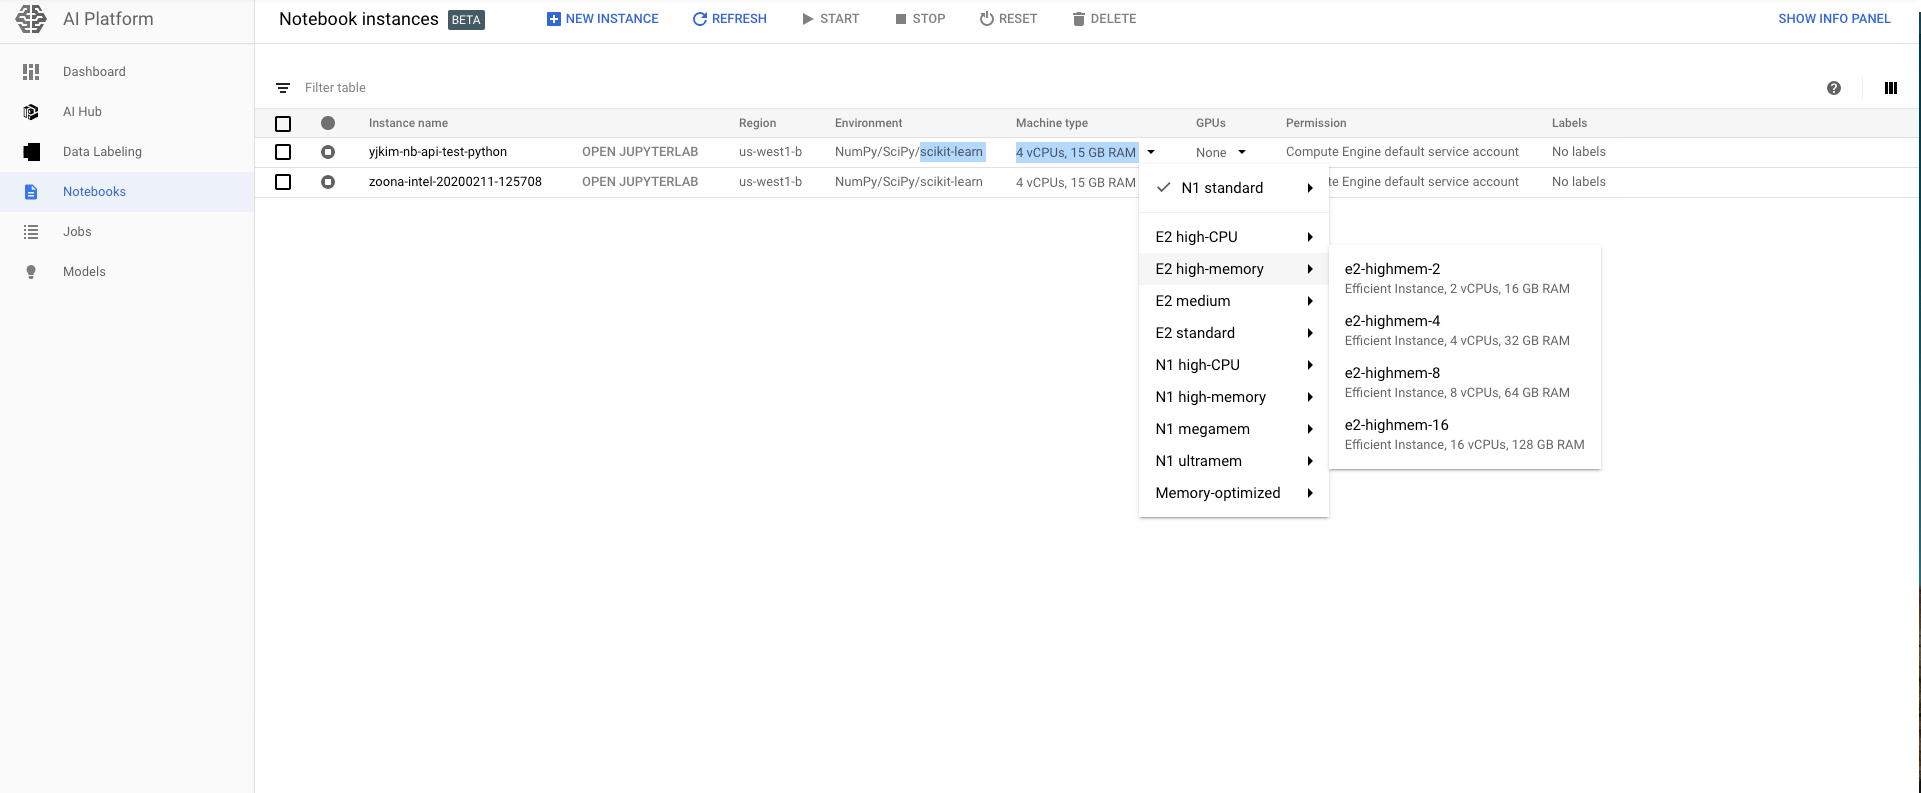 AI Platform
Notebook instances BETA NEW INSTANCE REFRESH START STOP RESET DELETE SHOW INFO PANEL
Dashboard
AI Hub
Data Labeling
Notebooks
Jobs
Models
Filter table
Instance name Region Environment Machine type GPUs Permission Labels
yjkim-nb-api-test-python OPEN JUPYTERLAB us-west1-b NumPy/SciPy/scikit-learn 4 vCPUs, 15 GB RAM None Compute Engine default service account No labels
zoona-intel-20200211-125708 OPEN JUPYTERLAB us-west1-b NumPy/SciPy/scikit-learn 4 vCPUs, 15 GB RAM te Engine default service account No labels
N1 standard
E2 high-CPU
E2 high-memory
E2 medium
E2 standard
N1 high-CPU
N1 high-memory
N1 megamem
N1 ultramem
Memory-optimized
e2-highmem-2
Efficient Instance, 2 vCPUs, 16 GB RAM
e2-highmem-4
Efficient Instance, 4 vCPUs, 32 GB RAM
e2-highmem-8
Efficient Instance, 8 vCPUs, 64 GB RAM
e2-highmem-16
Efficient Instance, 16 vCPUs, 128 GB RAM